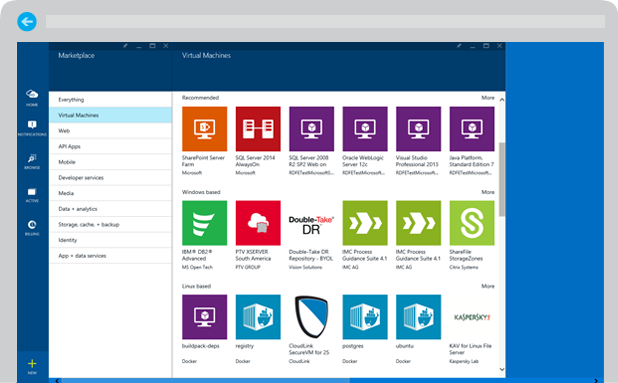 Marketplace
Virtual Machines
HOME
NOTIFICATIONS
BROWSE
ACTIVE
BILLING
NEW
Everything
Virtual Machines
Web
API Apps
Mobile
Developer services
Media
Data + analytics
Storage, cache, + backup
Identity
App + data services
Recommended More
SharePoint Server SQL Server 2014 SQL Server 2008 Oracle WebLogic Visual Studio Java Platform,
Farm AlwaysOn R2 SP2 Web on Server 12c Professional 2013 Standard Edition 7
Microsoft Microsoft RDFETestMicrosoftS... RDFETestMicrosoft... RDFETestMicrosoft... RDFETestMicrosoft...
Windows based More
Double-Take
DR
IBM® DB2® PTV XSERVER Double-Take DR IMC Process IMC Process ShareFile
Advanced South America Repository - BYOL Guidance Suite 4.1 Guidance Suite 4.1 StorageZones
MS Open Tech PTV GROUP Vision Solutions IMC AG IMC AG Citrix Systems
Linux based More
KASPERSKY
buildpack-deps registry CloudLink postgres ubuntu KAV for Linux File
SecureVM for 25 Server
Docker Docker CloudLink Docker Docker Kaspersky Lab